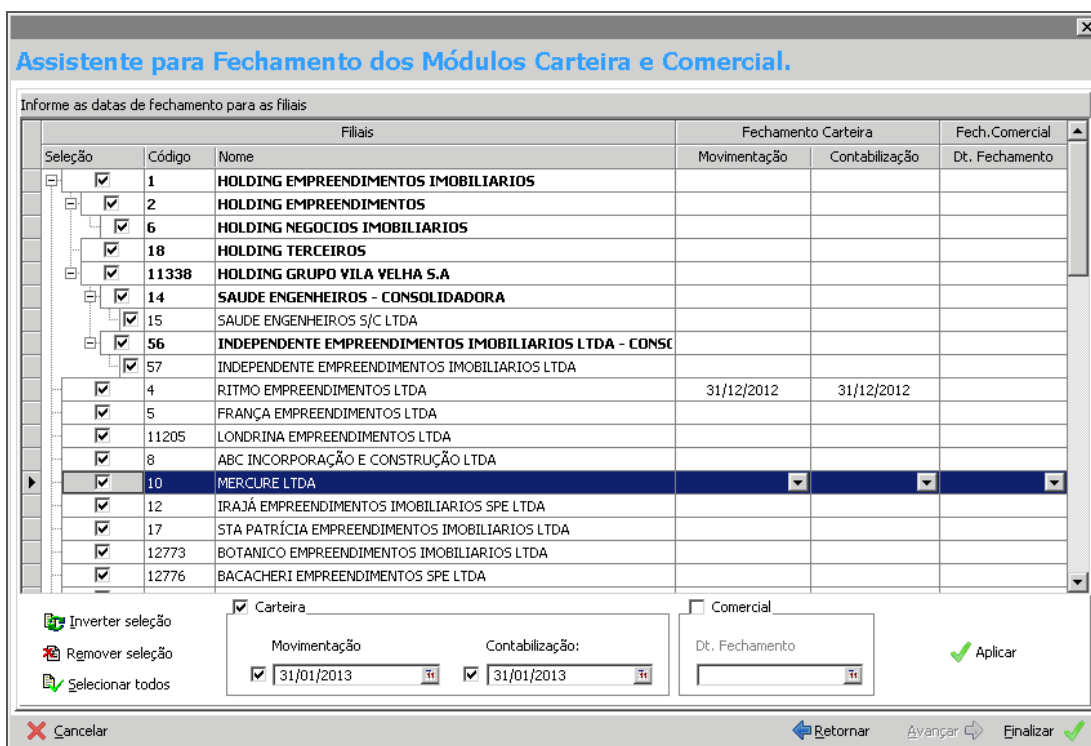 Assistente para Fechamento dos Módulos Carteira e Comercial.
Informe as datas de fechamento para as filiais
Filiais Fechamento Carteira Fech.Comercial
Seleção Código Nome Movimentação Contabilização Dt. Fechamento
1 HOLDING EMPREENDIMENTOS IMOBILIARIOS
2 HOLDING EMPREENDIMENTOS
6 HOLDING NEGOCIOS IMOBILIARIOS
18 HOLDING TERCEIROS
11338 HOLDING GRUPO VILA VELHA S.A
14 SAUDE ENGENHEIROS - CONSOLIDADORA
15 SAUDE ENGENHEIROS S/C LTDA
56 INDEPENDENTE EMPREENDIMENTOS IMOBILIARIOS LTDA - CONSC
57 INDEPENDENTE EMPREENDIMENTOS IMOBILIARIOS LTDA
4 RITMO EMPREENDIMENTOS LTDA 31/12/2012 31/12/2012
5 FRANÇA EMPREENDIMENTOS LTDA
11205 LONDRINA EMPREENDIMENTOS LTDA
8 ABC INCORPORAÇÃO E CONSTRUÇÃO LTDA
10 MERCURE LTDA
12 IRAJÁ EMPREENDIMENTOS IMOBILIARIOS SPE LTDA
17 STA PATRÍCIA EMPREENDIMENTOS IMOBILIARIOS LTDA
12773 BOTANICO EMPREENDIMENTOS IMOBILIARIOS LTDA
12776 BACACHERI EMPREENDIMENTOS SPE LTDA
Carteira Comercial
Inverter seleção
Movimentação Contabilização: Dt. Fechamento
Remover seleção Aplicar
31/01/2013 31/01/2013
Selecionar todos
Cancelar Retornar Avançar Finalizar